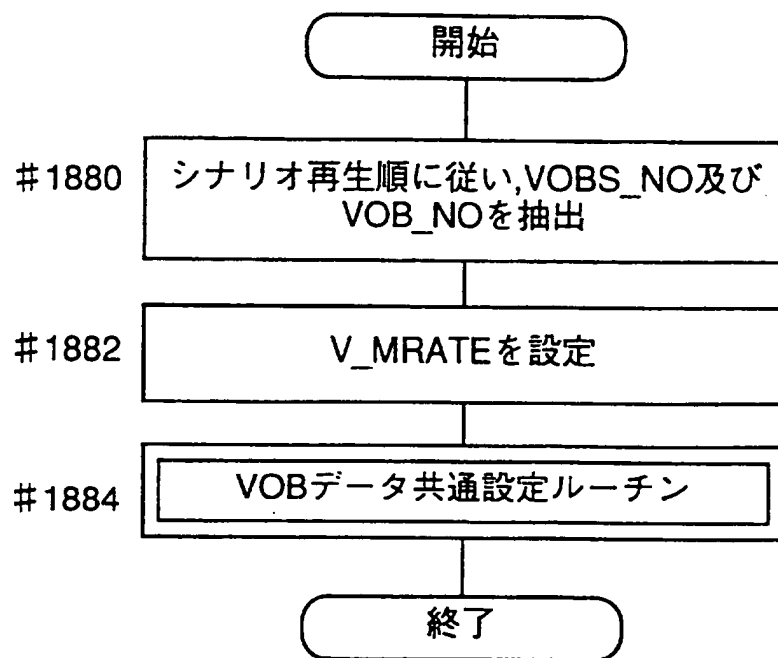 開始
#1880
シナリオ再生順に従い,VOBS_NO及び
VOB_NOを抽出
#1882
V_MRATEを設定
#1884
VOBデータ共通設定ルーチン
終了